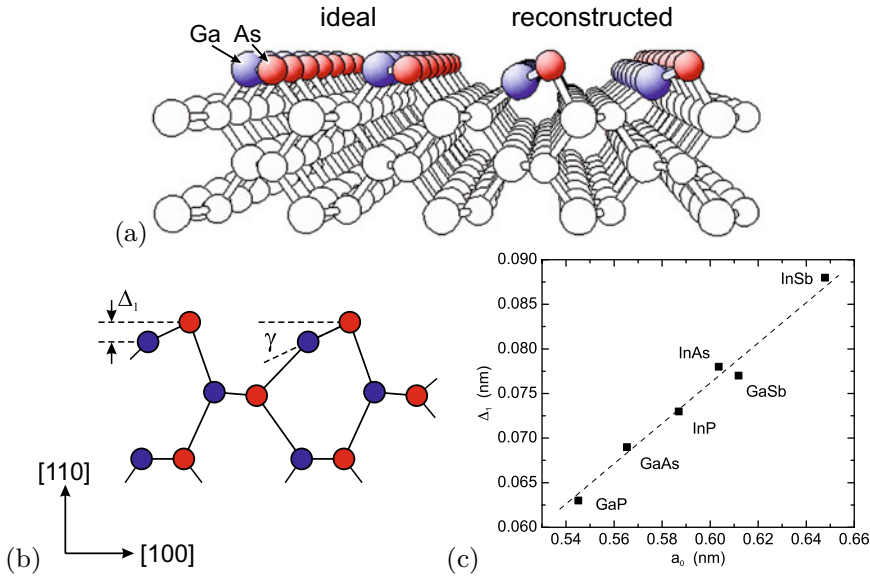 ideal
reconstructed
Ga As
(a)
Δ₁
γ
[110]
[100]
(b)
0.090
0.085
0.080
0.075
0.070
0.065
0.060
Δ₁ (nm)
InSb
InAs
GaSb
InP
GaAs
GaP
0.54 0.56 0.58 0.60 0.62 0.64 0.66
a₀ (nm)
(c)